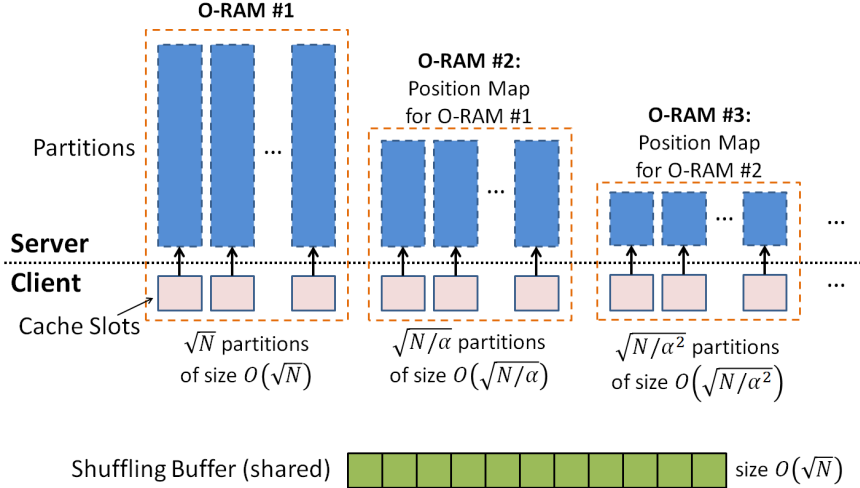 O-RAM #1
O-RAM #2:
Position Map
for O-RAM #1
O-RAM #3:
Position Map
for O-RAM #2
Partitions
...
...
...
...
Server
Client
...
Cache Slots
√N partitions
of size O(√N)
√N/α partitions
of size O(√N/α)
√N/α² partitions
of size O(√N/α²)
Shuffling Buffer (shared)
size O(√N)